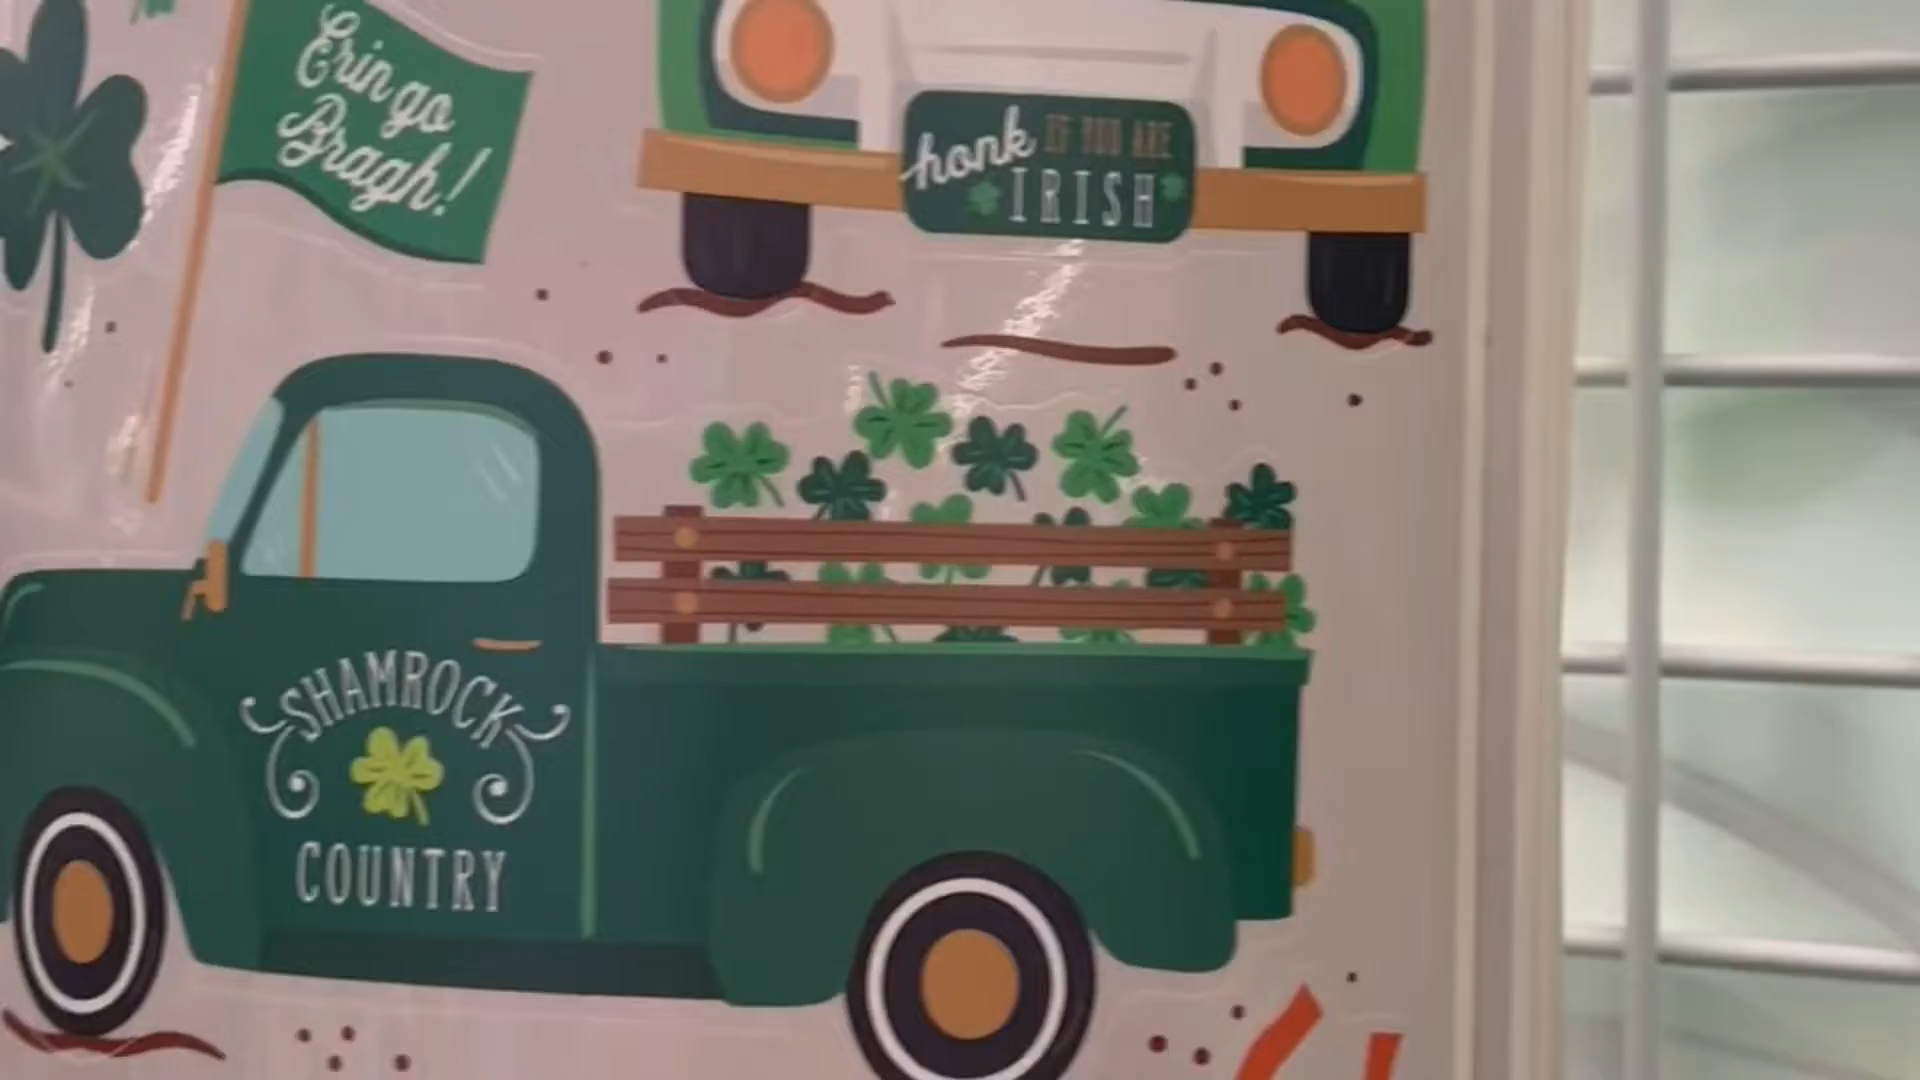 Erin go
Bragh!
honk IF YOU ARE
IRISH
SHAMROCK
COUNTRY